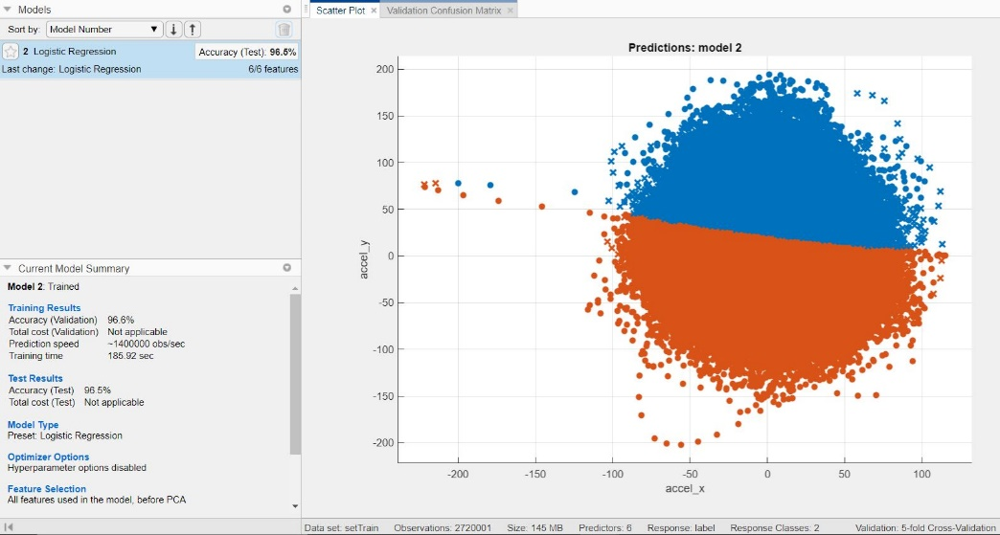 Models
Sort by: Model Number
2 Logistic Regression Accuracy (Test): 96.5%
Last change: Logistic Regression 6/6 features
Current Model Summary
Model 2: Trained
Training Results
Accuracy (Validation) 96.6%
Total cost (Validation) Not applicable
Prediction speed ~1400000 obs/sec
Training time 185.92 sec
Test Results
Accuracy (Test) 96.5%
Total cost (Test) Not applicable
Model Type
Preset: Logistic Regression
Optimizer Options
Hyperparameter options disabled
Feature Selection
All features used in the model, before PCA
Scatter Plot Validation Confusion Matrix
Predictions: model 2
200
150
100
50
0
-50
-100
-150
-200
accel_y
-200 -150 -100 -50 0 50 100
accel_x
Data set: setTrain Observations: 2720001 Size: 145 MB Predictors: 6 Response: label Response Classes: 2 Validation: 5-fold Cross-Validation